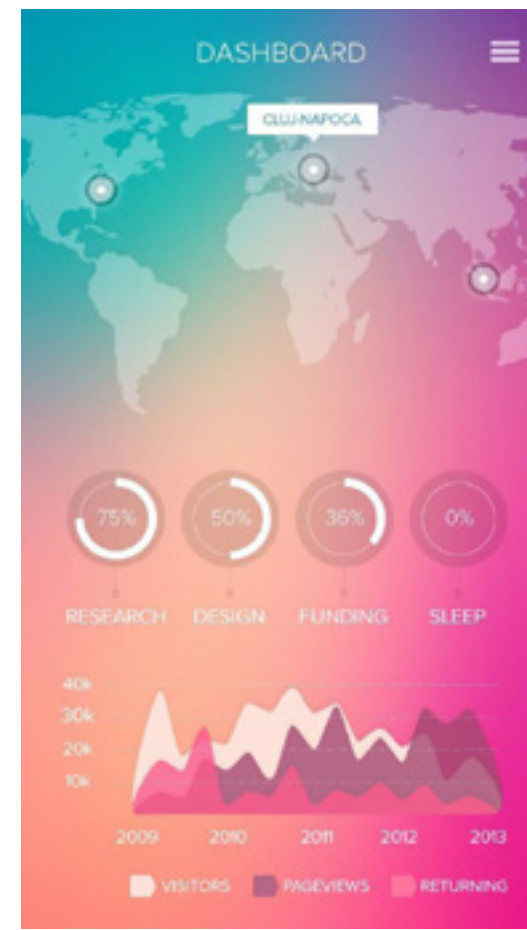 DASHBOARD
CLUJ-NAPOCA
75% 50% 36% 0%
RESEARCH DESIGN FUNDING SLEEP
40k
30k
20k
10k
2009 2010 2011 2012 2013
VISITORS PAGEVIEWS RETURNING